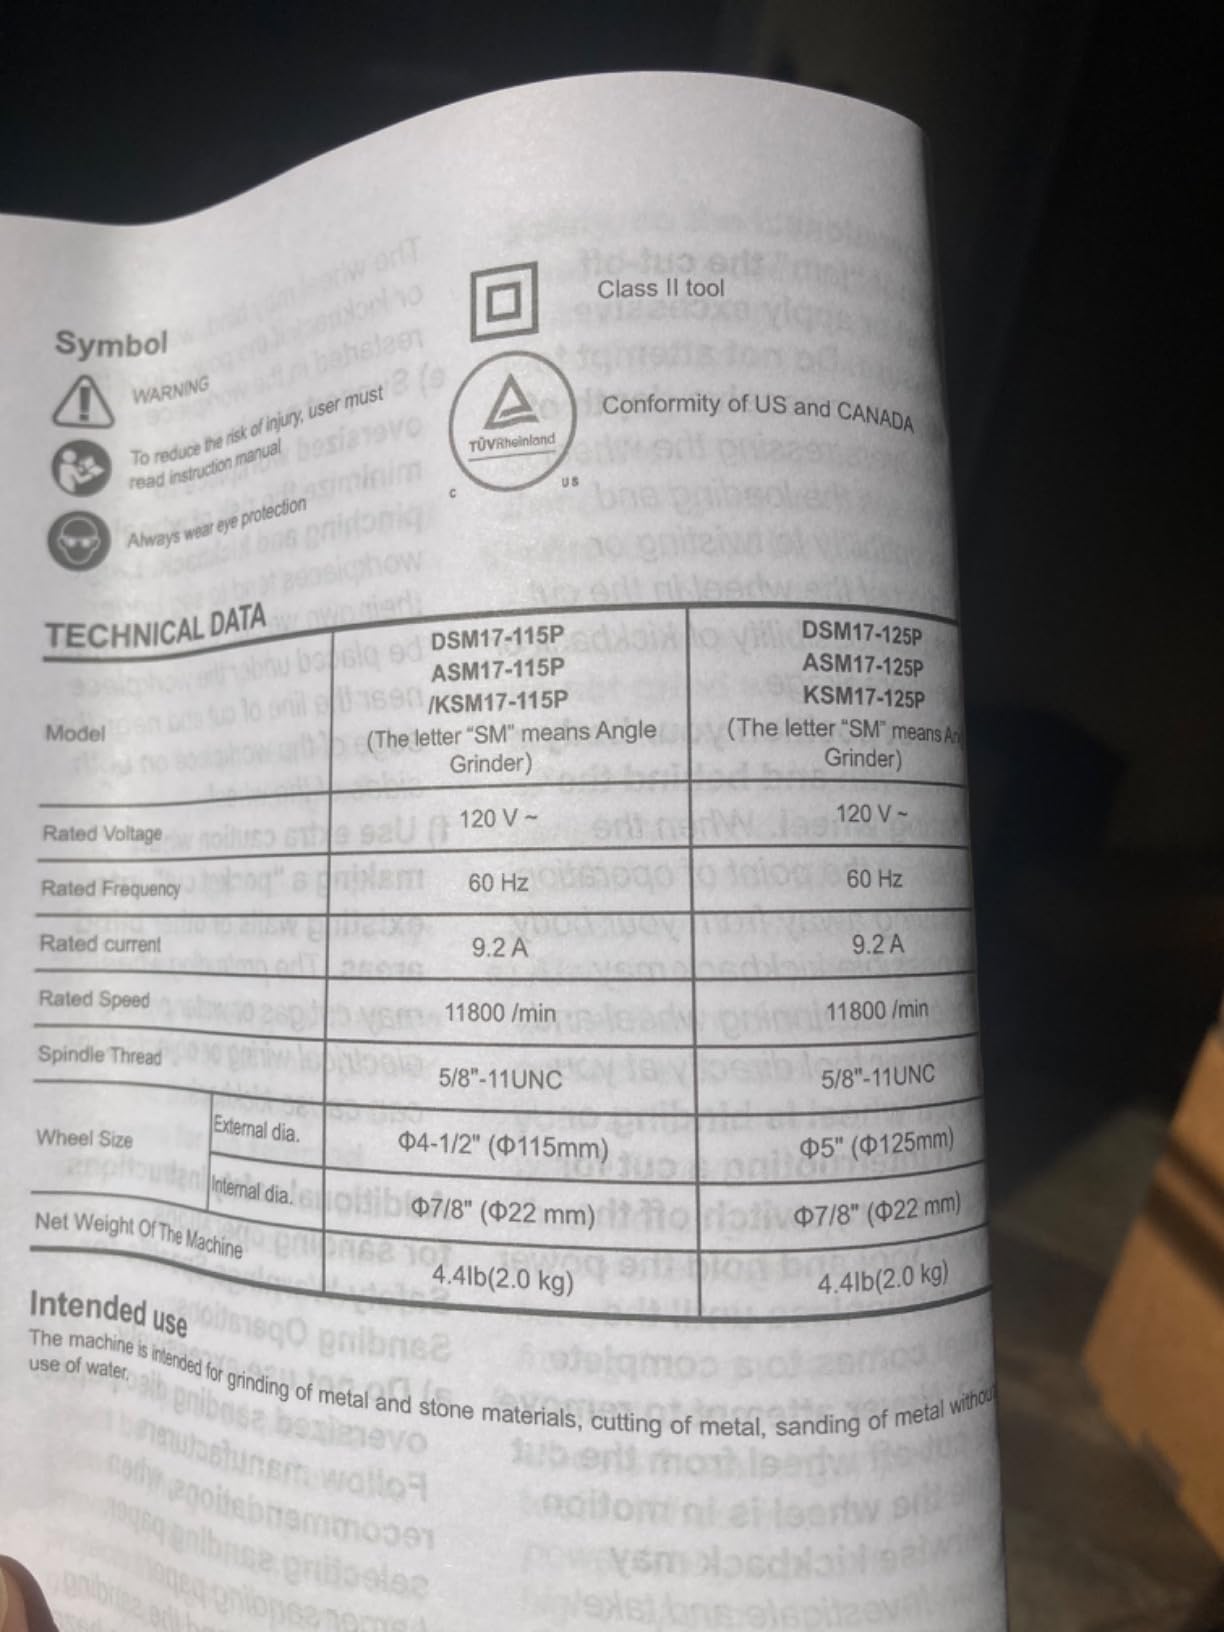 Symbol
WARNING
To reduce the risk of injury, user must
read instruction manual
Always wear eye protection
Class II tool
TÜVRheinland
C US
Conformity of US and CANADA
TECHNICAL DATA
Model
DSM17-115P
ASM17-115P
/KSM17-115P
(The letter “SM” means Angle
Grinder)
DSM17-125P
ASM17-125P
KSM17-125P
(The letter “SM” means
Grinder)
Rated Voltage 120 V ~ 120 V ~
Rated Frequency 60 Hz 60 Hz
Rated current 9.2 A 9.2 A
Rated Speed 11800 /min 11800 /min
Spindle Thread 5/8"-11UNC 5/8"-11UNC
Wheel Size External dia. Φ4-1/2" (Φ115mm) Φ5" (Φ125mm)
Internal dia. Φ7/8" (Φ22 mm) Φ7/8" (Φ22 mm)
Net Weight Of The Machine 4.4lb(2.0 kg) 4.4lb(2.0 kg)
Intended use
The machine is intended for grinding of metal and stone materials, cutting of metal, sanding of metal without
use of water.